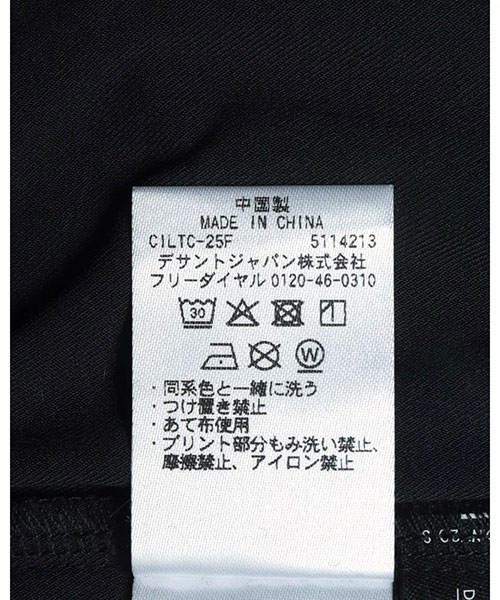 中国製
MADE IN CHINA
CILTC-25F 5114213
デサントジャパン株式会社
フリーダイヤル 0120-46-0310
30
W
・同系色と一緒に洗う
・つけ置き禁止
・あて布使用
・プリント部分もみ洗い禁止、
摩擦禁止、アイロン禁止